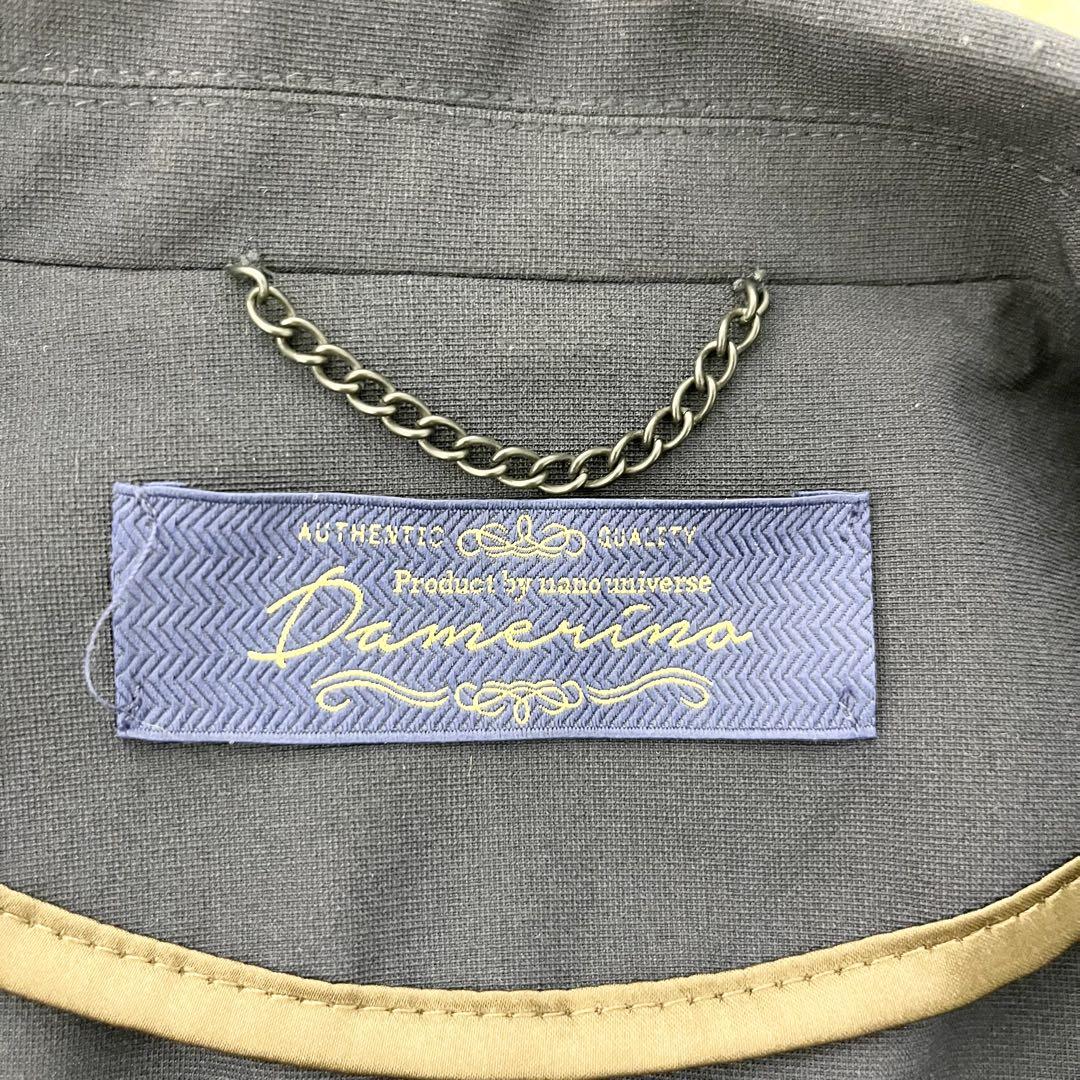 AUTHENTIC QUALITY
Product by nano universe
Damerino